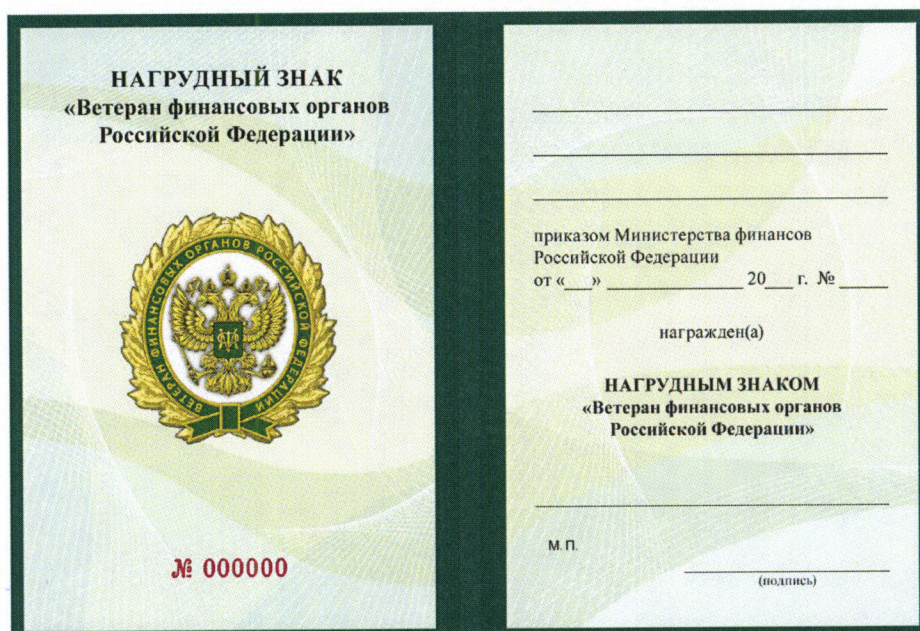 НАГРУДНЫЙ ЗНАК
«Ветеран финансовых органов
Российской Федерации»
ВЕТЕРАН ФИНАНСОВЫХ ОРГАНОВ РОССИЙСКОЙ ФЕДЕРАЦИИ
№ 000000
приказом Министерства финансов
Российской Федерации
от «___» ______________ 20___ г. № _____
награжден(а)
НАГРУДНЫМ ЗНАКОМ
«Ветеран финансовых органов
Российской Федерации»
М. П.
(подпись)